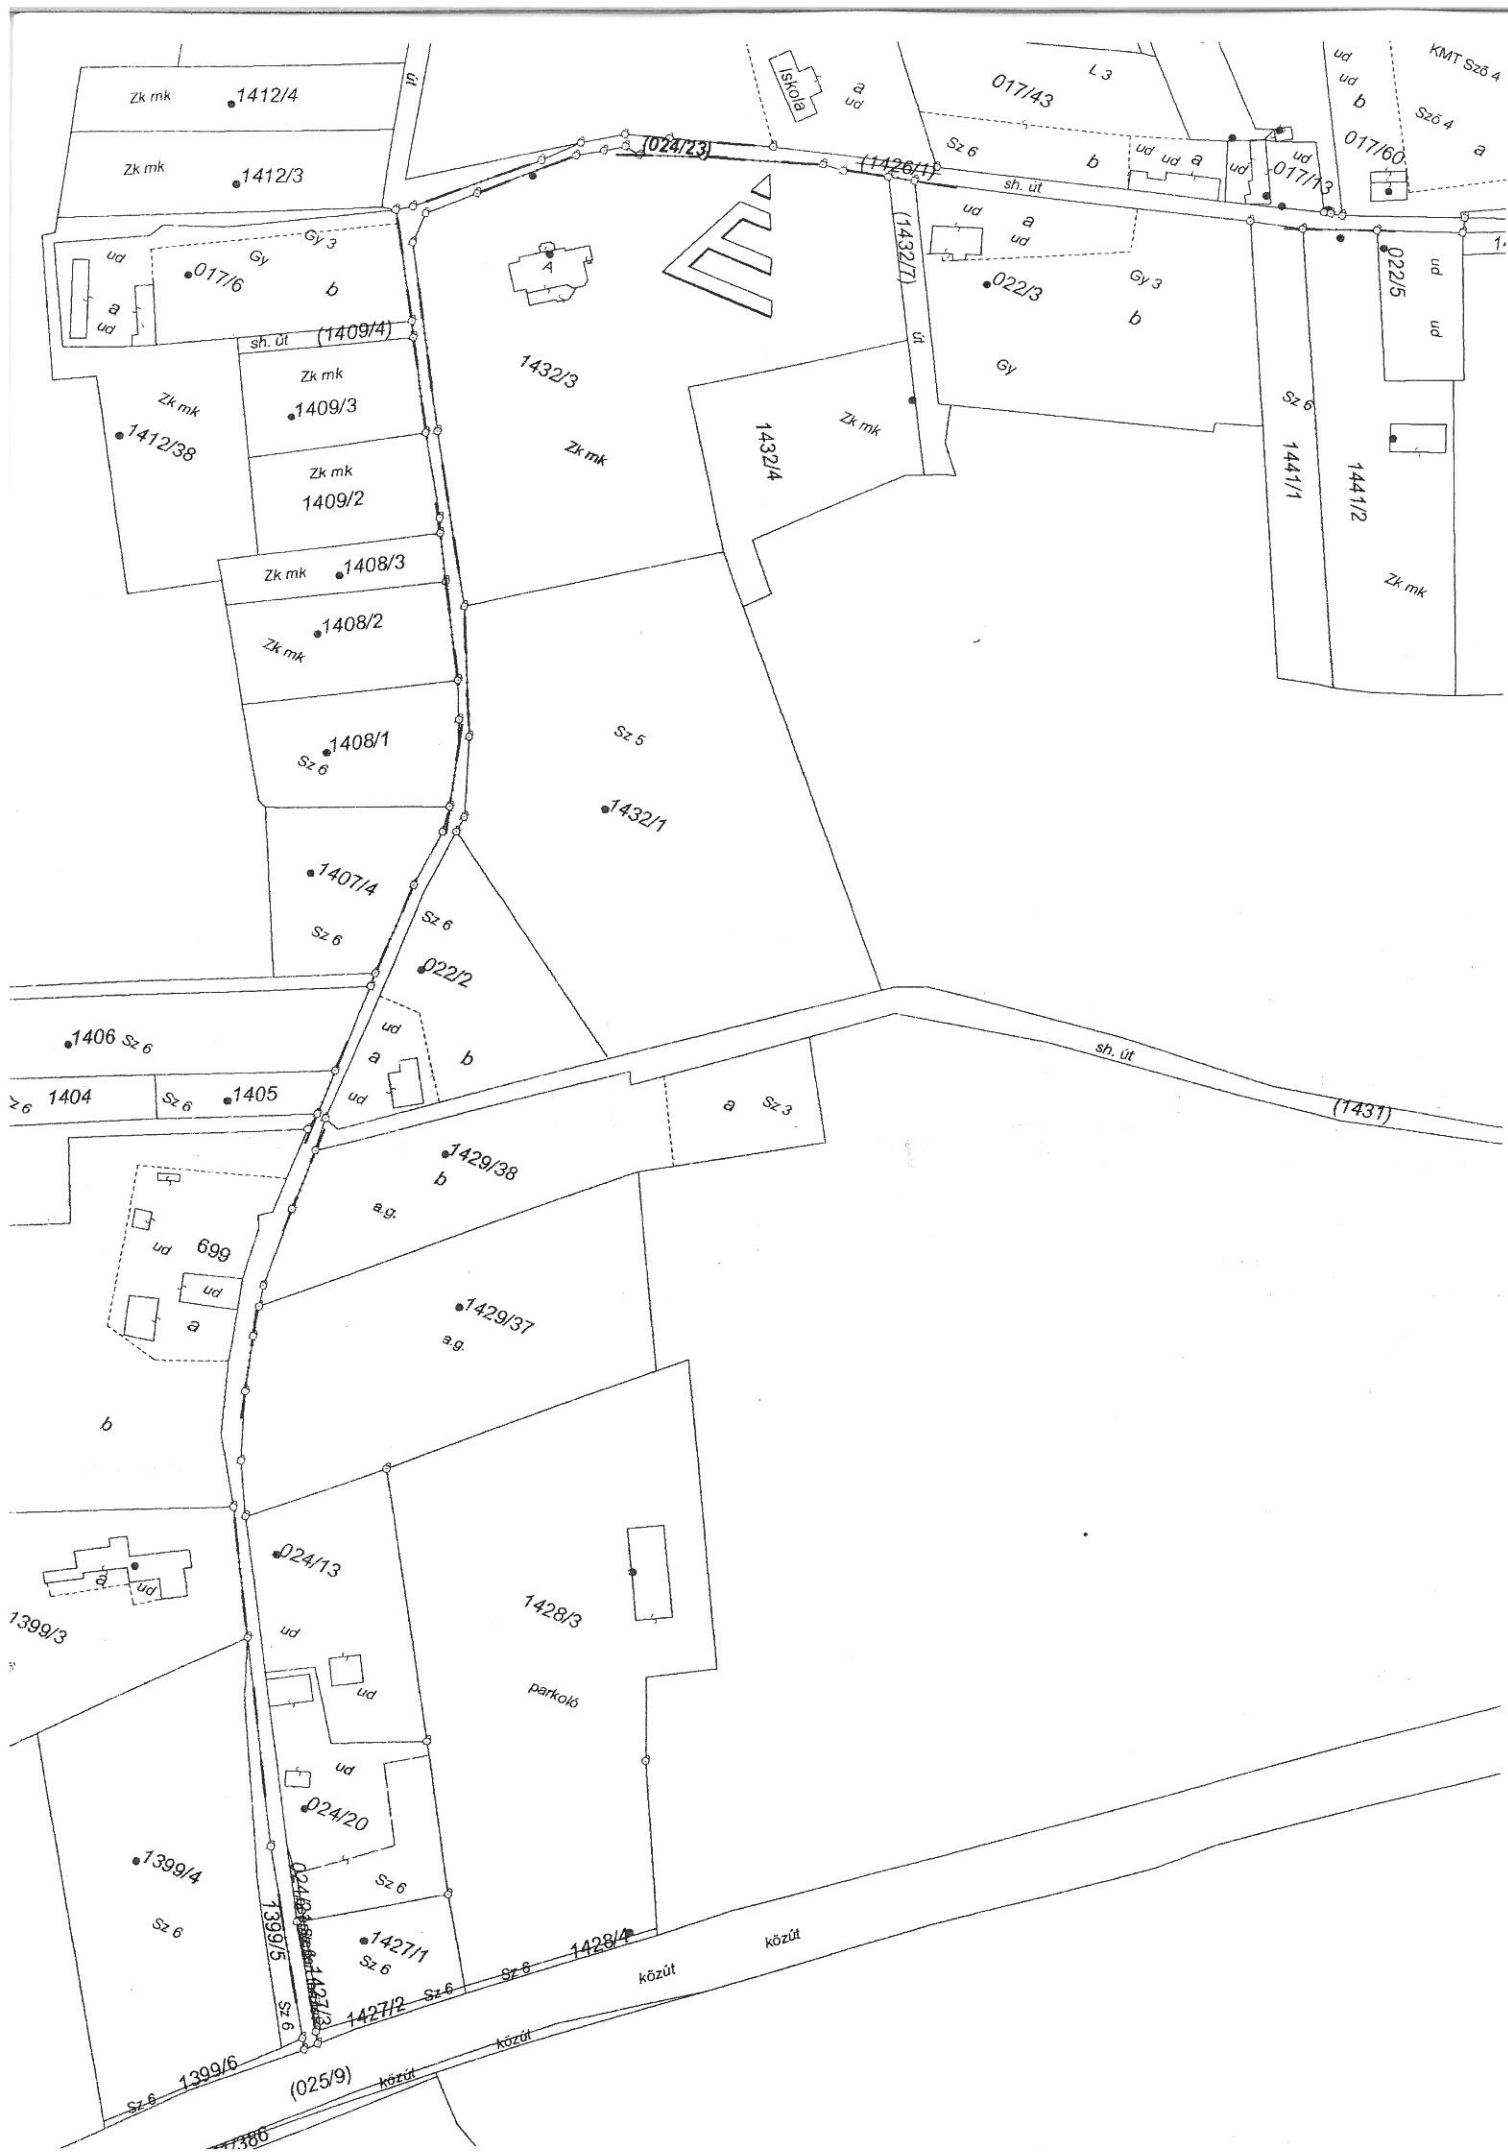 Zk mk
1412/4
út
Iskola
a
ud
L 3
017/43
ud
ud
b
KMT Sző 4
Sző 4
a
017/60
Zk mk
1412/3
(024/23)
(1426/1)
Sz 6
b
ud
ud
a
ud
ud
017/13
sh. út
ud
a
ud
Gy 3
Gy
017/6
b
ud
a
ud
A
(1432/7)
út
022/3
Gy 3
b
Gy
022/5
ud
ud
sh. út
(1409/4)
Zk mk
1409/3
Zk mk
1412/38
1432/3
Zk mk
1432/4
Zk mk
Sz 6
1441/1
1441/2
Zk mk
Zk mk
1409/2
Zk mk
1408/3
1408/2
Zk mk
1408/1
Sz 6
Sz 5
1432/1
1407/4
Sz 6
Sz 6
022/2
1406
Sz 6
ud
a
b
ud
1404
Sz 6
1405
sh. út
(1431)
a
Sz 3
1429/38
b
a.g.
ud
699
ud
a
1429/37
a.g.
b
024/13
a
ud
1399/3
ud
ud
1428/3
parkoló
ud
024/20
1399/4
Sz 6
Sz 6
1399/5
Sz 6
1427/3
1427/1
Sz 6
1427/2
Sz 6
Sz 6
1428/4
közút
közút
közút
közút
1399/6
Sz 6
(025/9)